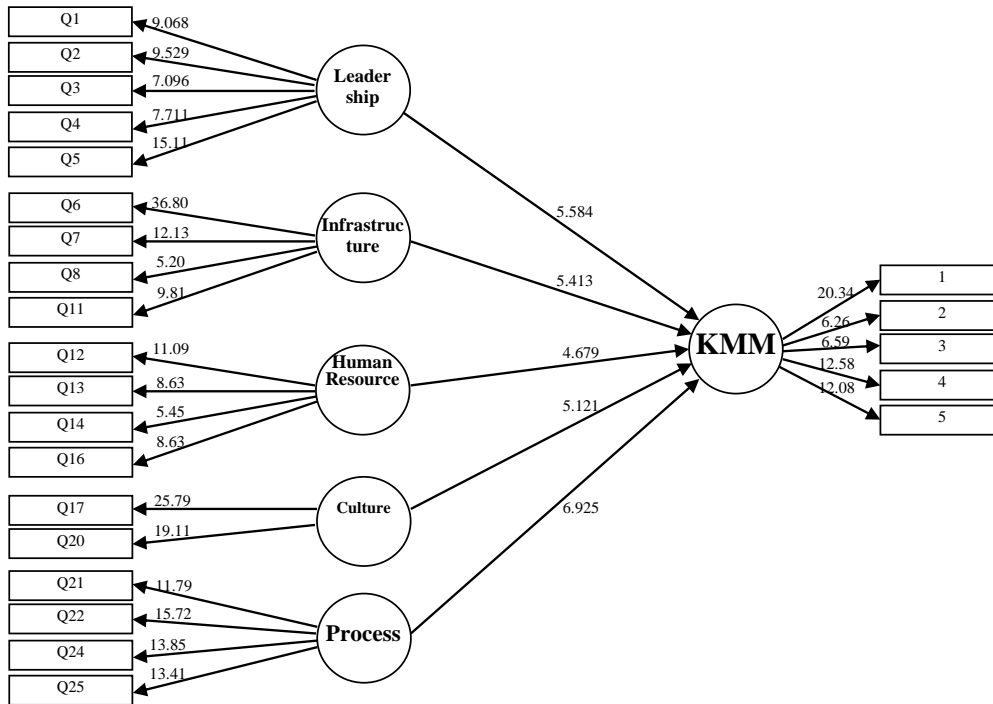 Q1
9.068
Q2
9.529
Q3
7.096
Q4
7.711
Q5
15.11
Leader
ship
5.584
Q6
36.80
Q7
12.13
Q8
5.20
Q11
9.81
Infrastruc
ture
5.413
Q12
11.09
Q13
8.63
Q14
5.45
Q16
8.63
Human
Resource
4.679
Q17
25.79
Q20
19.11
Culture
5.121
Q21
11.79
Q22
15.72
Q24
13.85
Q25
13.41
Process
6.925
KMM
20.34
1
6.26
2
6.59
3
12.58
4
12.08
5